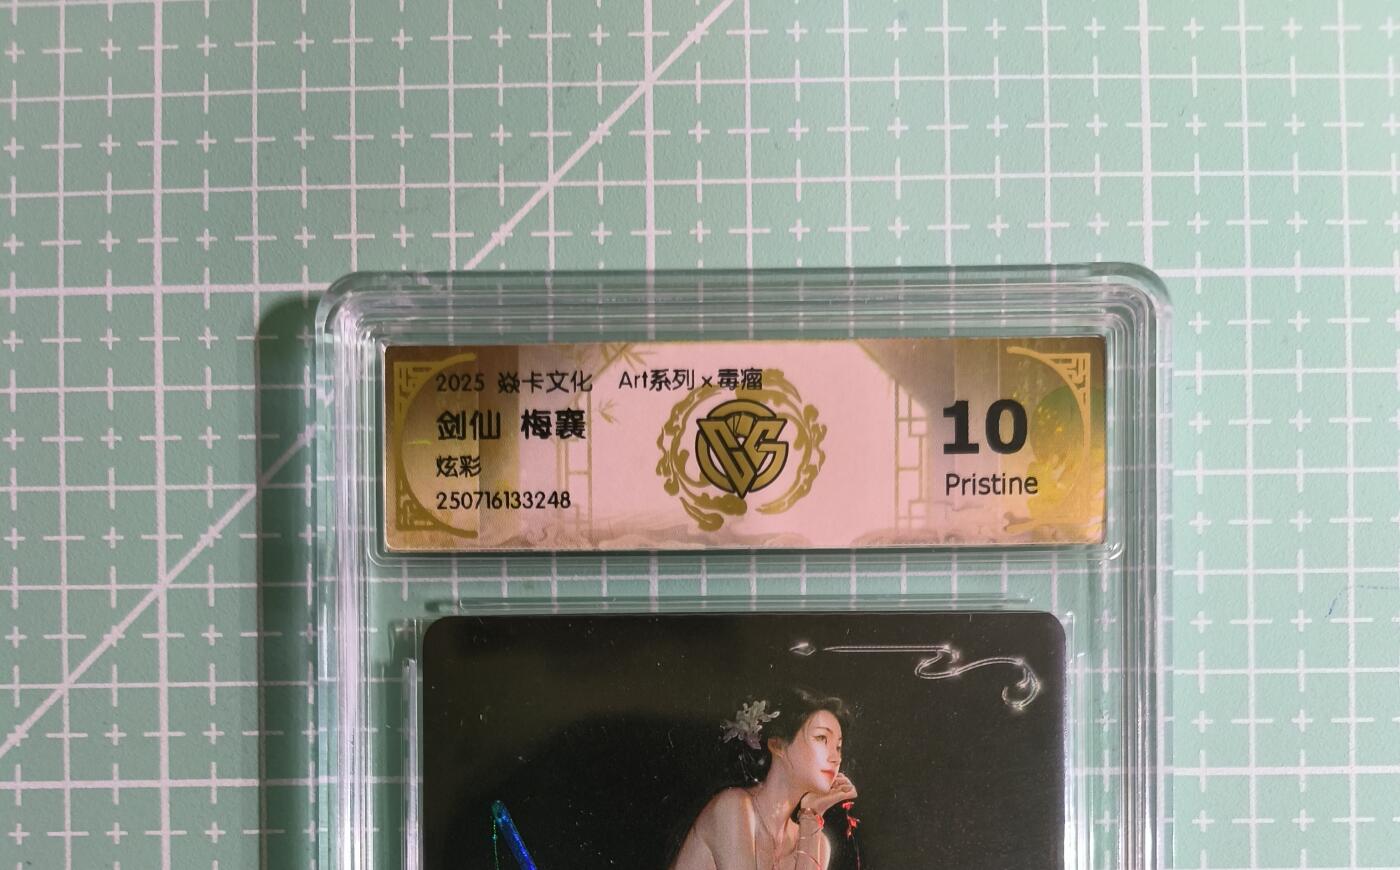 2025 焱卡文化 Art系列×毒瘤
剑仙 梅襄
炫彩
250716133248
10
Pristine